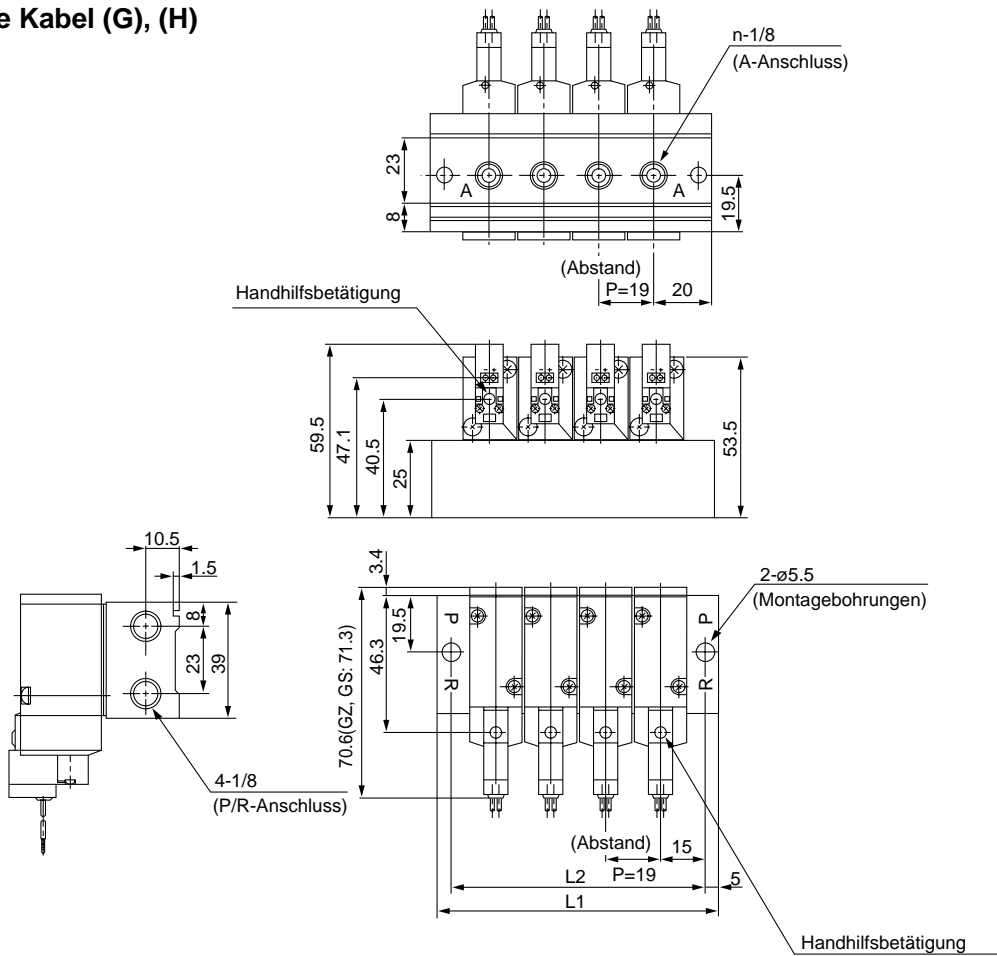 e Kabel (G), (H)
n-1/8
(A-Anschluss)
23
8
A
A
19.5
(Abstand)
P=19
20
Handhilfsbetätigung
- +
- +
- +
- +
59.5
47.1
40.5
25
53.5
10.5
1.5
8
23
39
4-1/8
(P/R-Anschluss)
3.4
19.5
46.3
70.6(GZ, GS: 71.3)
P
R
P
R
2-ø5.5
(Montagebohrungen)
(Abstand)
P=19
15
L2
5
L1
Handhilfsbetätigung